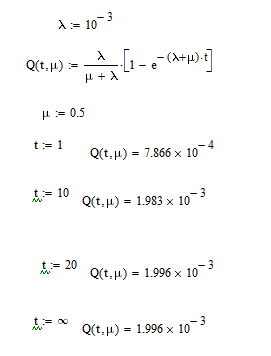 λ := 10^-3
Q(t,μ) := λ/(μ + λ)·[1 − e^−(λ+μ)·t]
μ := 0.5
t := 1
Q(t,μ) = 7.866 × 10^−4
t := 10
Q(t,μ) = 1.983 × 10^−3
t := 20
Q(t,μ) = 1.996 × 10^−3
t := ∞
Q(t,μ) = 1.996 × 10^−3